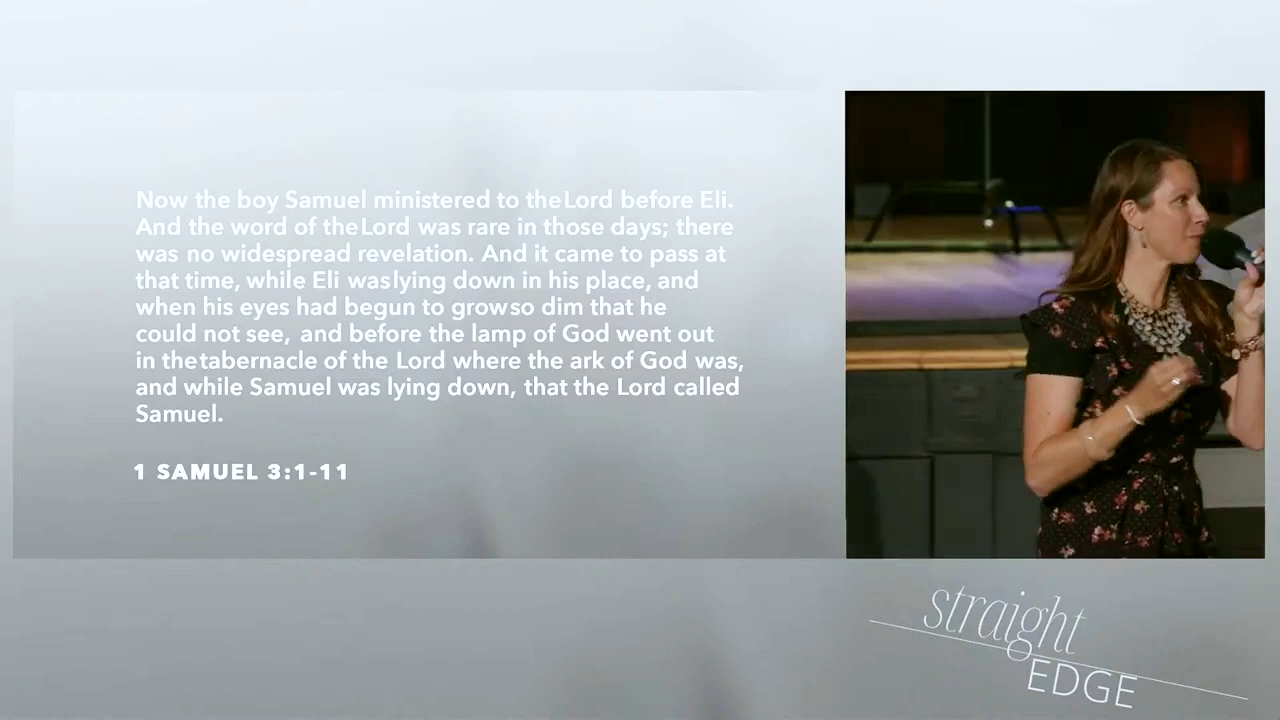 Now the boy Samuel ministered to theLord before Eli.
And the word of theLord was rare in those days; there
was no widespread revelation. And it came to pass at
that time, while Eli waslying down in his place, and
when his eyes had begun to growso dim that he
could not see, and before the lamp of God went out
in thetabernacle of the Lord where the ark of God was,
and while Samuel was lying down, that the Lord called
Samuel.
1 SAMUEL 3:1-11
straight
EDGE